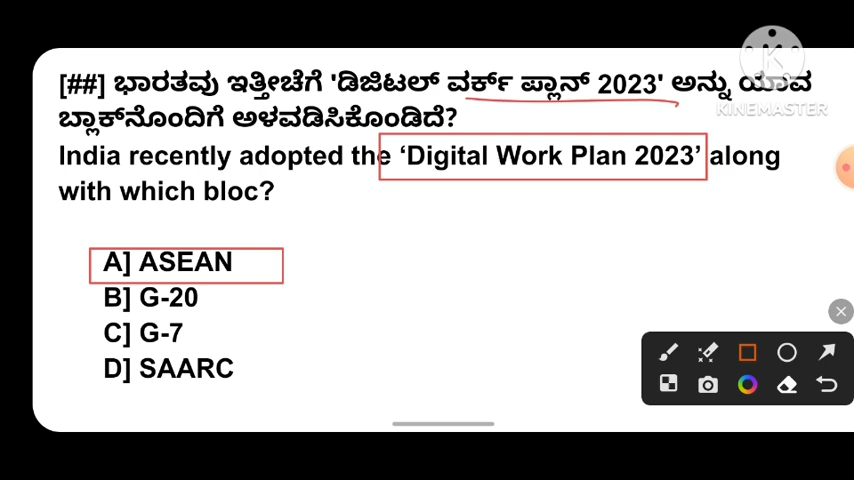 [##] ಭಾರತವು ಇತ್ತೀಚೆಗೆ 'ಡಿಜಿಟಲ್ ವರ್ಕ್ ಪ್ಲಾನ್ 2023' ಅನ್ನು ಯಾವ
ಬ್ಲಾಕ್‌ನೊಂದಿಗೆ ಅಳವಡಿಸಿಕೊಂಡಿದೆ?
India recently adopted the ‘Digital Work Plan 2023’ along
with which bloc?
A] ASEAN
B] G-20
C] G-7
D] SAARC
K
KINEMASTER